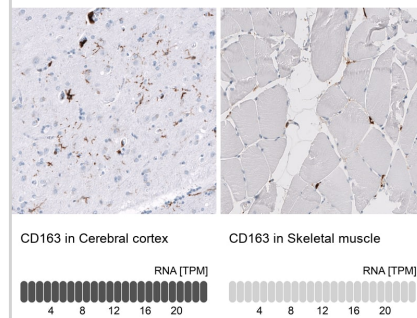 CD163 in Cerebral cortex
CD163 in Skeletal muscle
RNA [TPM]
RNA [TPM]
4 8 12 16 20
4 8 12 16 20